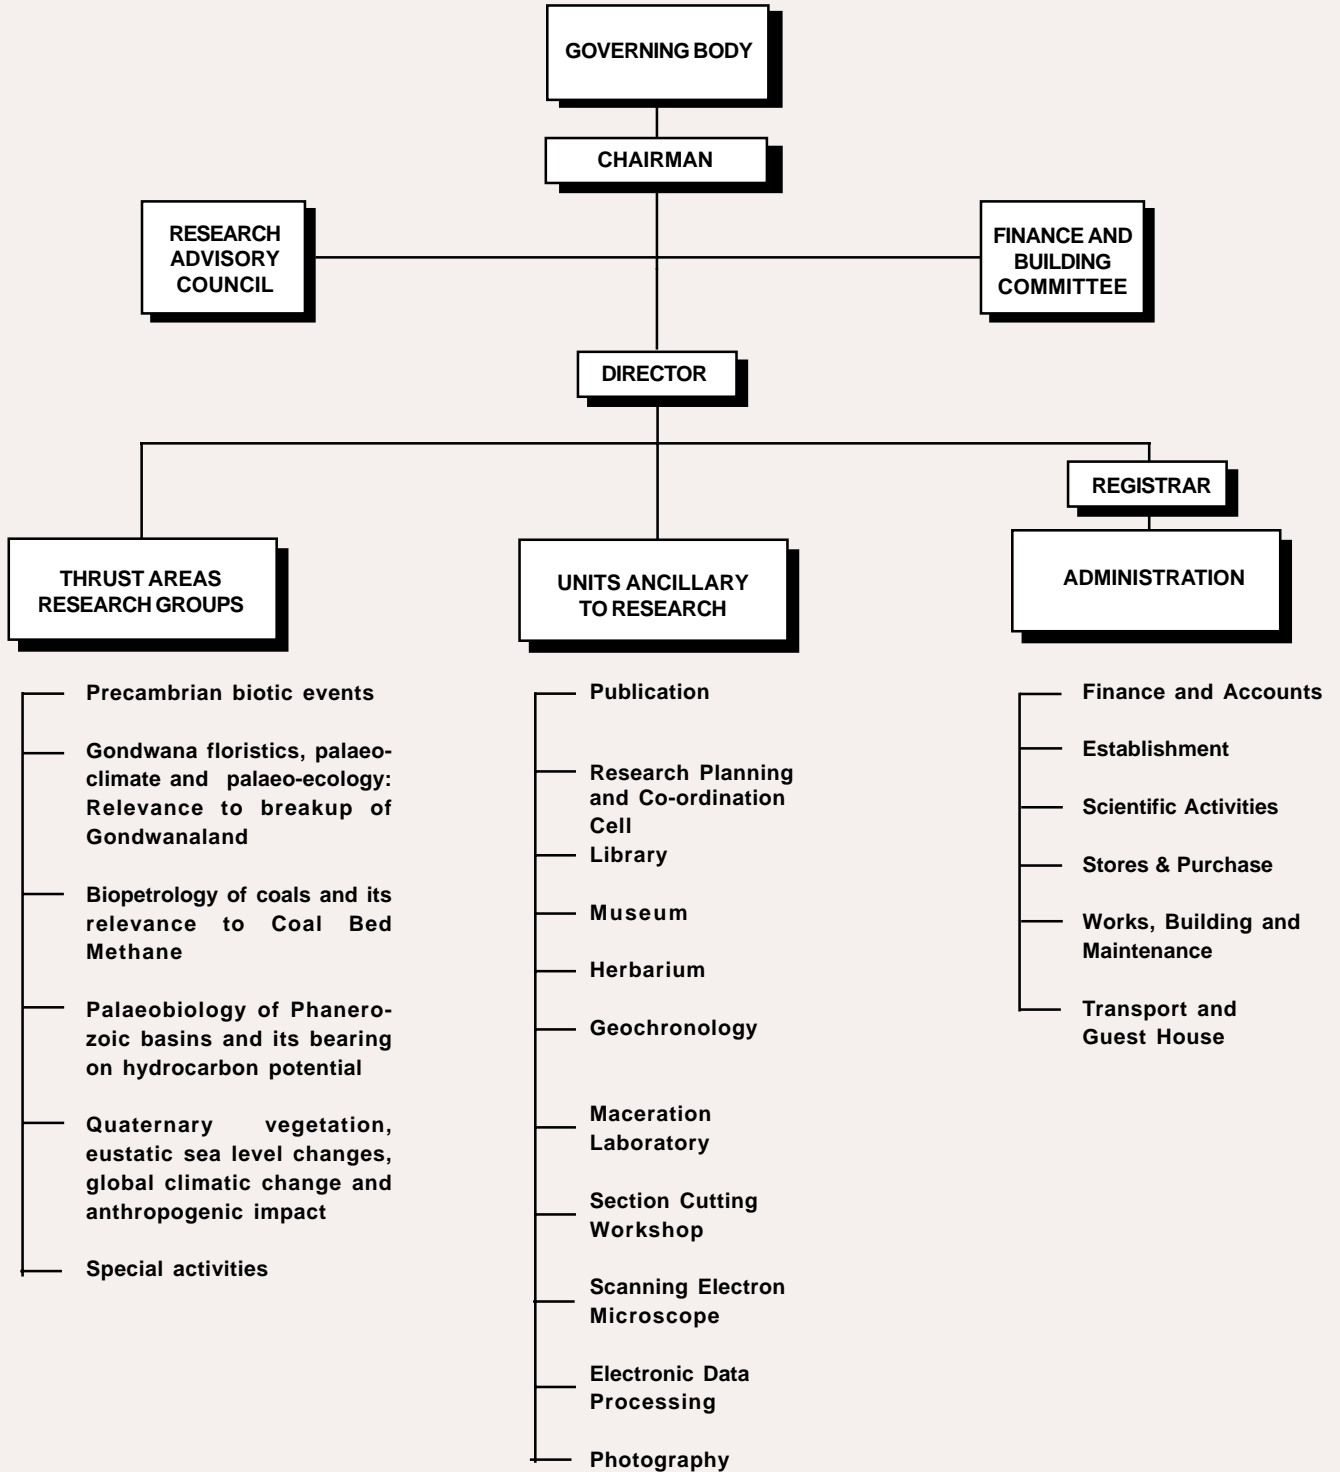 GOVERNING BODY
CHAIRMAN
RESEARCH
ADVISORY
COUNCIL
FINANCE AND
BUILDING
COMMITTEE
DIRECTOR
REGISTRAR
THRUST AREAS
RESEARCH GROUPS
UNITS ANCILLARY
TO RESEARCH
ADMINISTRATION
Precambrian biotic events
Gondwana floristics, palaeo-
climate and palaeo-ecology:
Relevance to breakup of
Gondwanaland
Biopetrology of coals and its
relevance to Coal Bed
Methane
Palaeobiology of Phanero-
zoic basins and its bearing
on hydrocarbon potential
Quaternary vegetation,
eustatic sea level changes,
global climatic change and
anthropogenic impact
Special activities
Publication
Research Planning
and Co-ordination
Cell
Library
Museum
Herbarium
Geochronology
Maceration
Laboratory
Section Cutting
Workshop
Scanning Electron
Microscope
Electronic Data
Processing
Photography
Finance and Accounts
Establishment
Scientific Activities
Stores & Purchase
Works, Building and
Maintenance
Transport and
Guest House